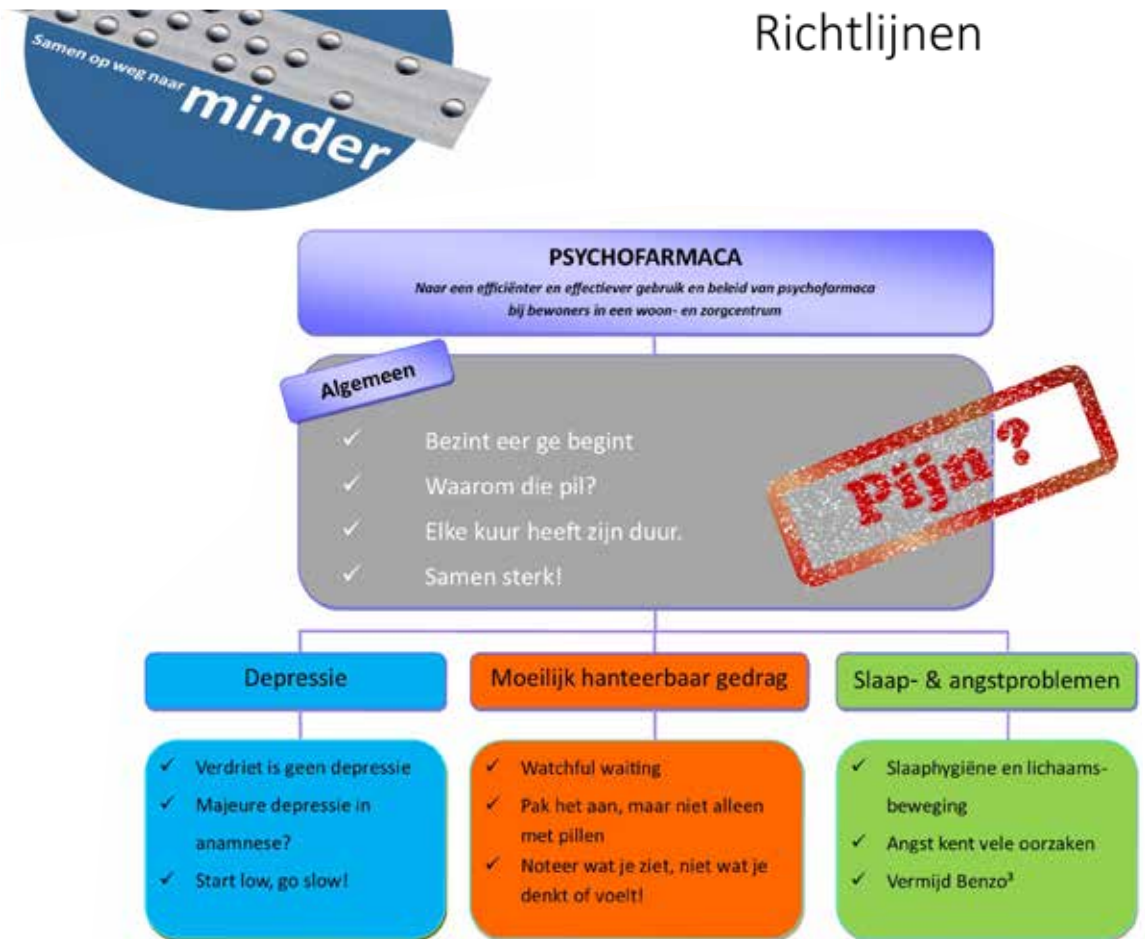 Richtlijnen
Samen op weg naar
minder
PSYCHOFARMACA
Naar een efficiënter en effectiever gebruik en beleid van psychofarmaca
bij bewoners in een woon- en zorgcentrum
Algemeen
✓ Bezint eer ge begint
✓ Waarom die pil?
✓ Elke kuur heeft zijn duur.
✓ Samen sterk!
Pijn?
Depressie
✓ Verdriet is geen depressie
✓ Majeure depressie in
anamnese?
✓ Start low, go slow!
Moeilijk hanteerbaar gedrag
✓ Watchful waiting
✓ Pak het aan, maar niet alleen
met pillen
✓ Noteer wat je ziet, niet wat je
denkt of voelt!
Slaap- & angstproblemen
✓ Slaaphygiëne en lichaams-
beweging
✓ Angst kent vele oorzaken
✓ Vermijd Benzo³